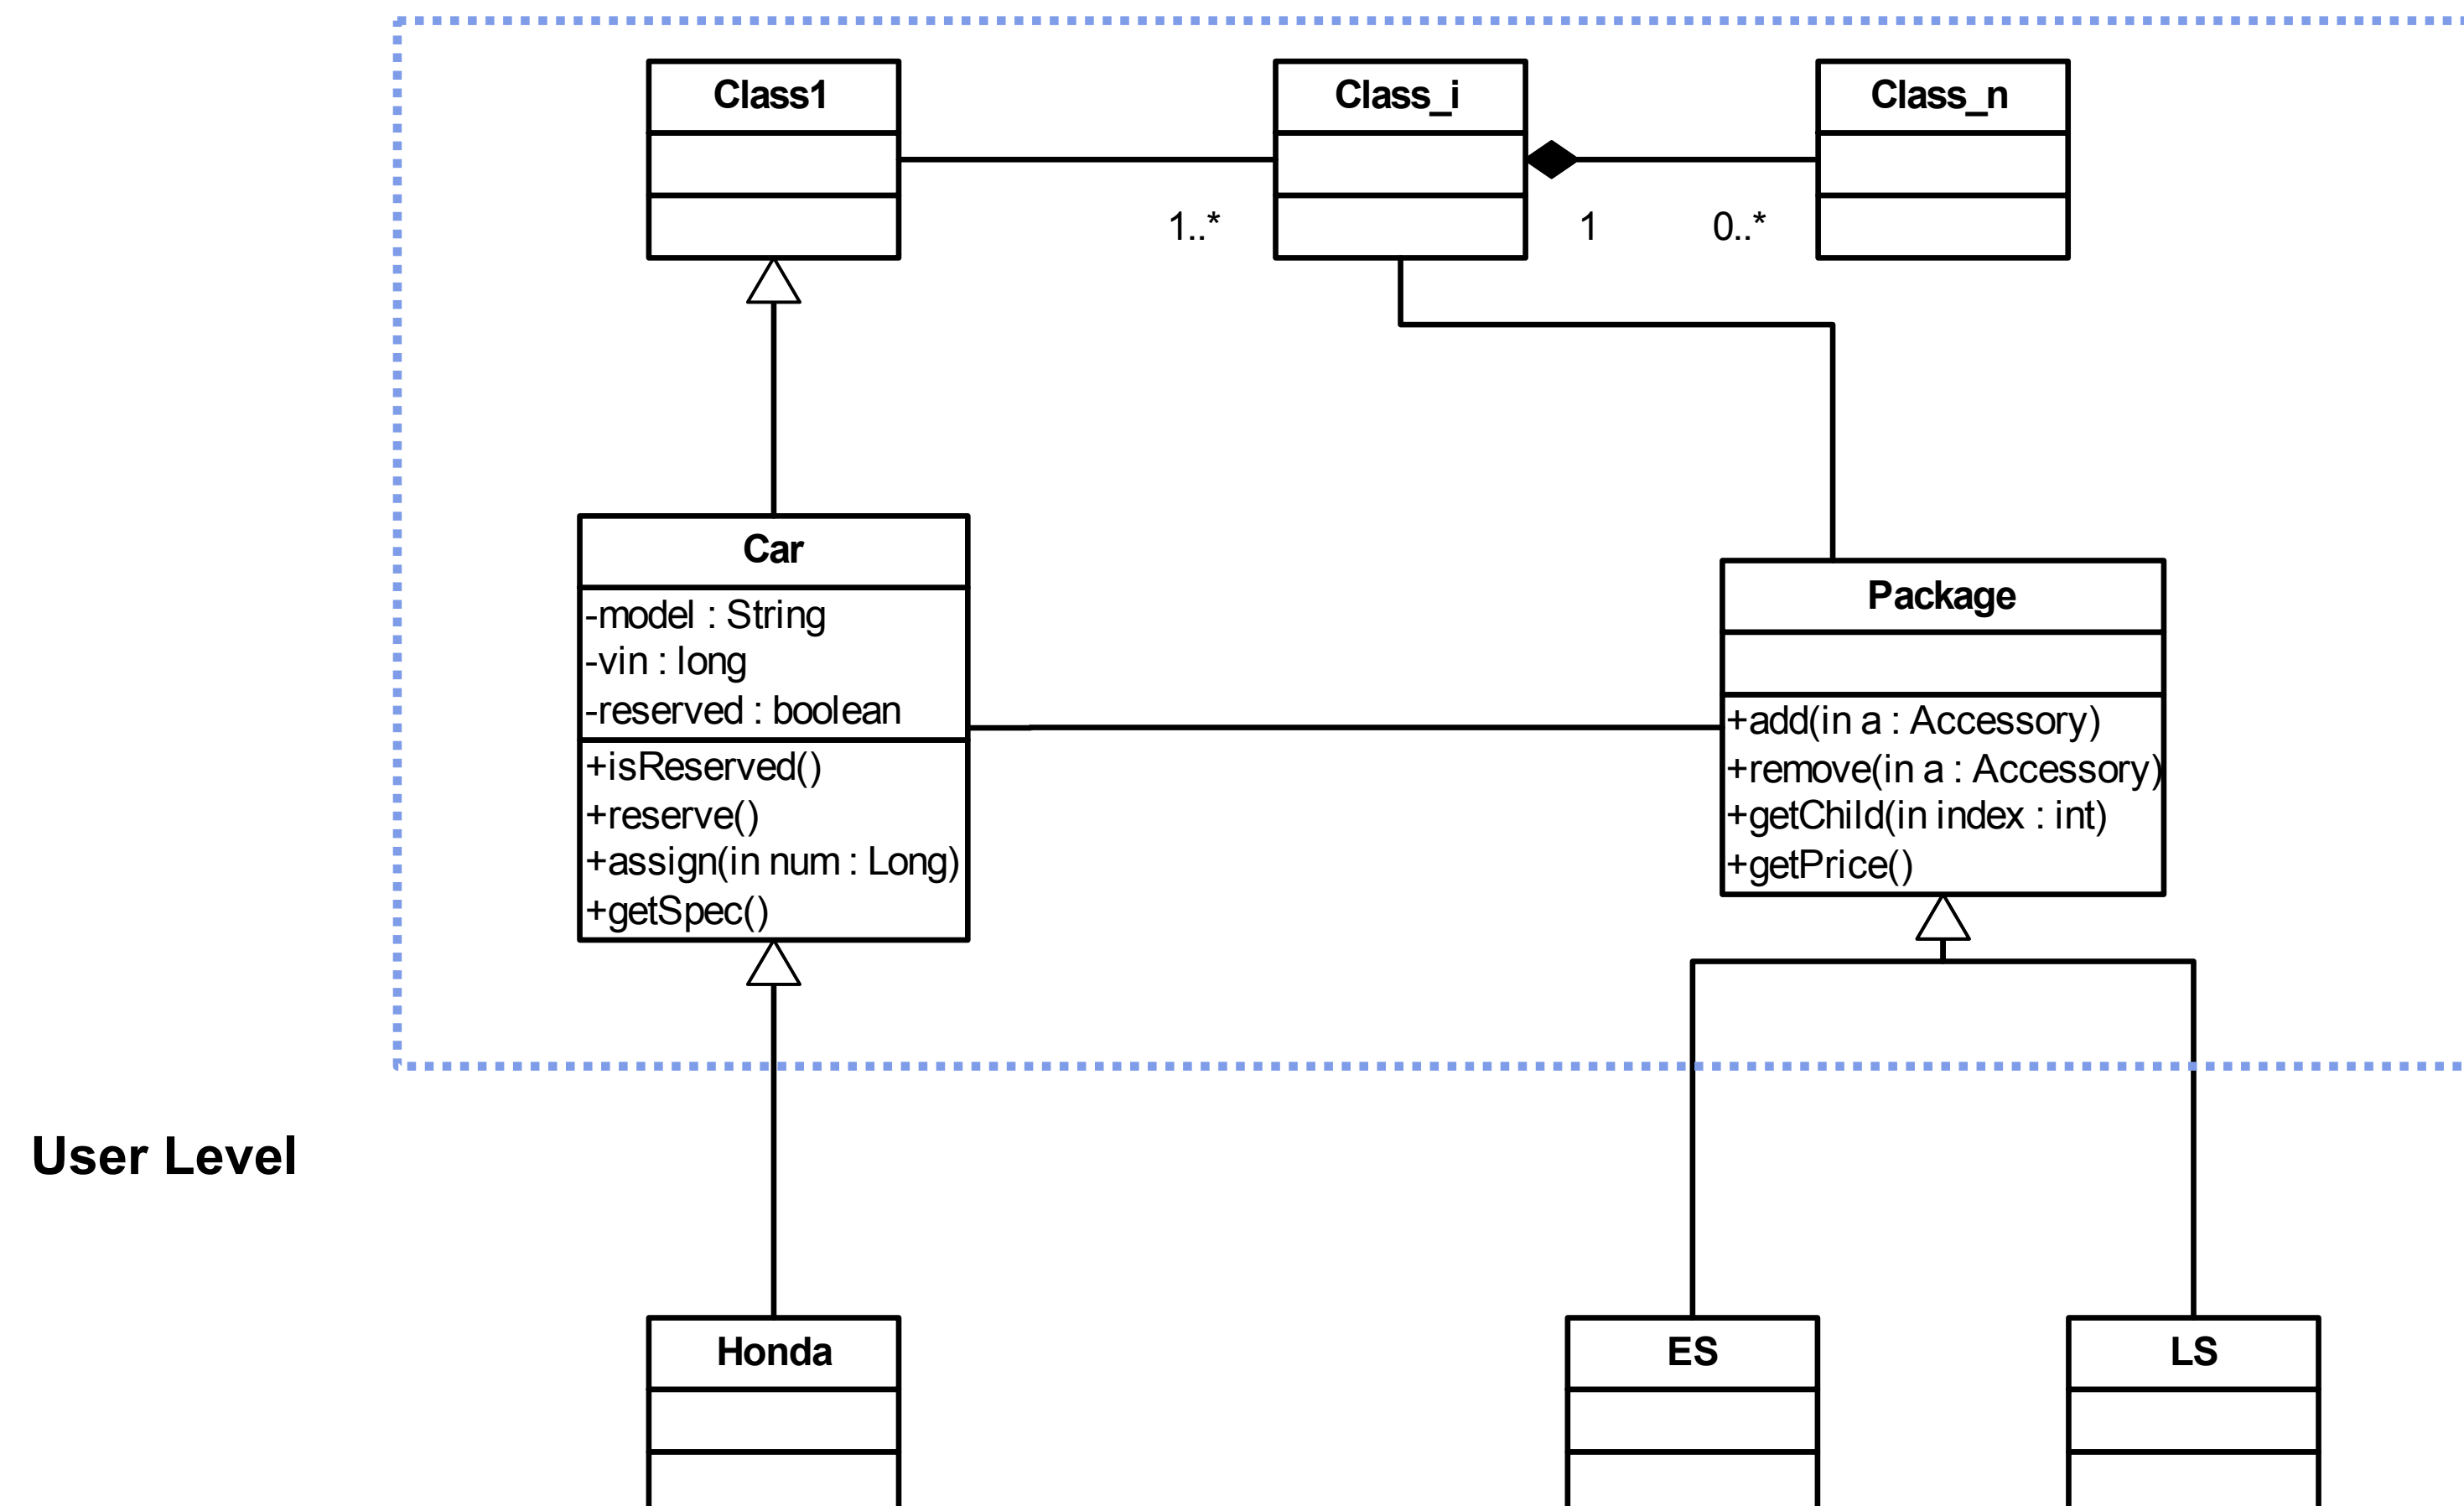 Class1
Class_i
Class_n
1..*
1
0..*
Car
-model : String
-vin : long
-reserved : boolean
+isReserved()
+reserve()
+assign(in num : Long)
+getSpec()
Package
+add(in a : Accessory)
+remove(in a : Accessory)
+getChild(in index : int)
+getPrice()
User Level
Honda
ES
LS